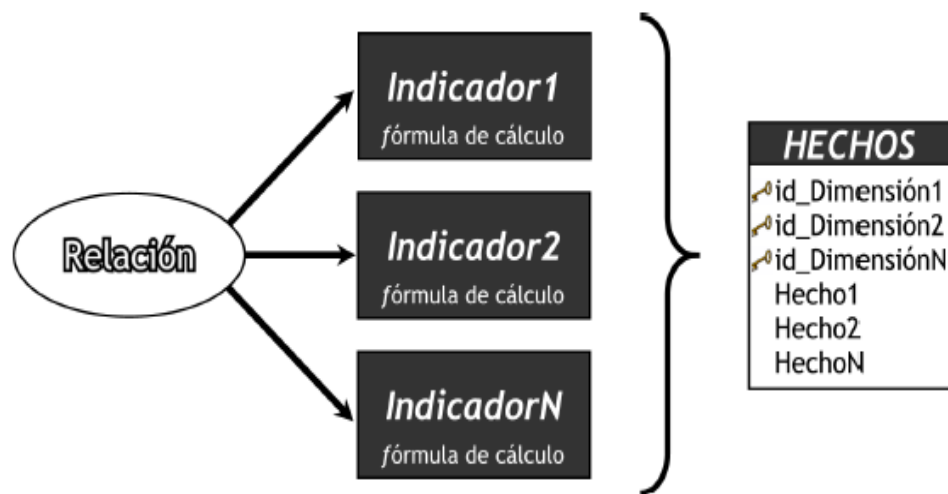 Relación
Indicador1
fórmula de cálculo
Indicador2
fórmula de cálculo
IndicadorN
fórmula de cálculo
HECHOS
id_Dimensión1
id_Dimensión2
id_DimensiónN
Hecho1
Hecho2
HechoN